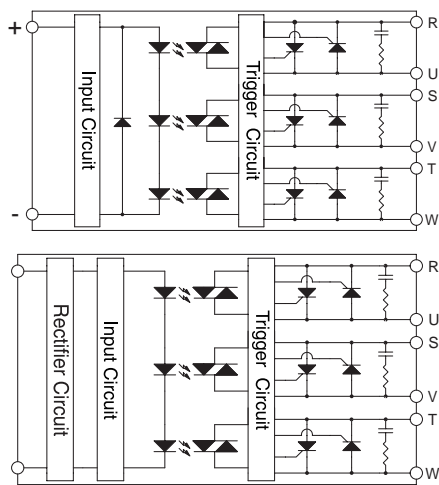 +
-
Input Circuit
Trigger Circuit
R
U
S
V
T
W
Rectifier Circuit
Input Circuit
Trigger Circuit
R
U
S
V
T
W